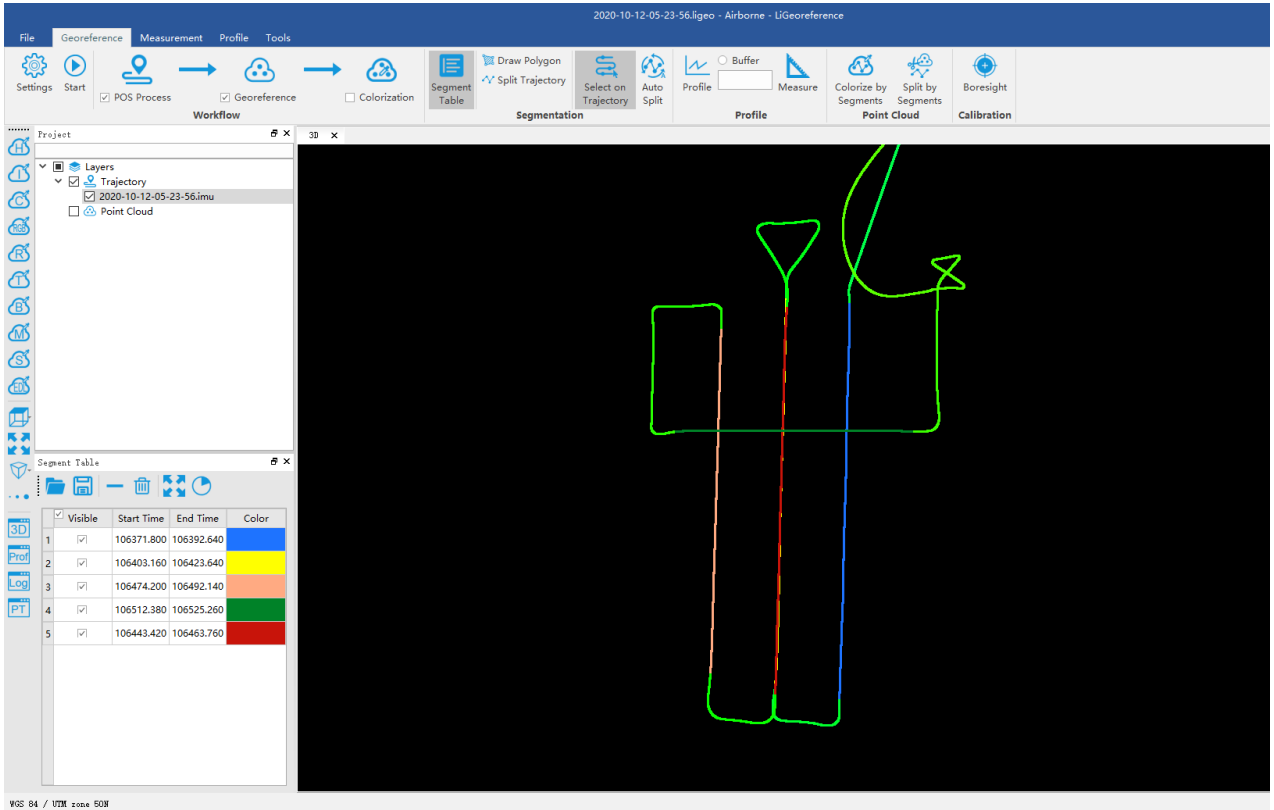 2020-10-12-05-23-56.ligeo - Airborne - LiGeoreference
File Georeference Measurement Profile Tools
Settings Start POS Process Georeference Colorization
Workflow
Segment Table Draw Polygon Split Trajectory Select on Trajectory Auto Split
Segmentation
Profile Buffer Measure
Profile
Colorize by Segments Split by Segments
Point Cloud
Boresight
Calibration
Project
3D
Layers
Trajectory
2020-10-12-05-23-56.imu
Point Cloud
H
I
C
RGB
R
T
B
M
S
EDL
Segment Table
3D
Prof
Log
PT
Visible Start Time End Time Color
1 106371.800 106392.640
2 106403.160 106423.640
3 106474.200 106492.140
4 106512.380 106525.260
5 106443.420 106463.760
WGS 84 / UTM zone 50N